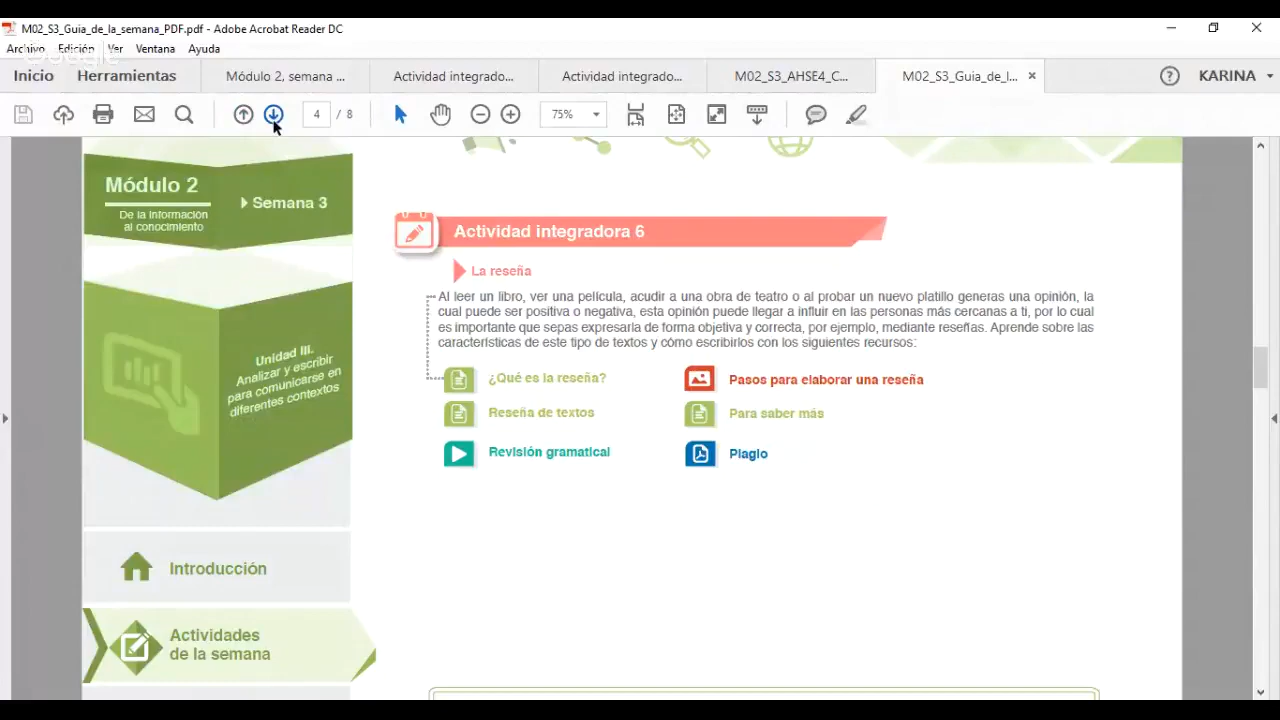 M02_S3_Guia_de_la_semana_PDF.pdf - Adobe Acrobat Reader DC
Archivo Edición Ver Ventana Ayuda
Google
Inicio Herramientas Módulo 2, semana ... Actividad integrado... Actividad integrado... M02_S3_AHSE4_C... M02_S3_Guia_de_l... KARINA
4 / 8 75%
Módulo 2
De la información
al conocimiento
Semana 3
Unidad III.
Analizar y escribir
para comunicarse en
diferentes contextos
Introducción
Actividades
de la semana
Actividad integradora 6
La reseña
Al leer un libro, ver una película, acudir a una obra de teatro o al probar un nuevo platillo generas una opinión, la
cual puede ser positiva o negativa, esta opinión puede llegar a influir en las personas más cercanas a ti, por lo cual
es importante que sepas expresarla de forma objetiva y correcta, por ejemplo, mediante reseñas. Aprende sobre las
características de este tipo de textos y cómo escribirlos con los siguientes recursos:
¿Qué es la reseña? Pasos para elaborar una reseña
Reseña de textos Para saber más
Revisión gramatical Plagio